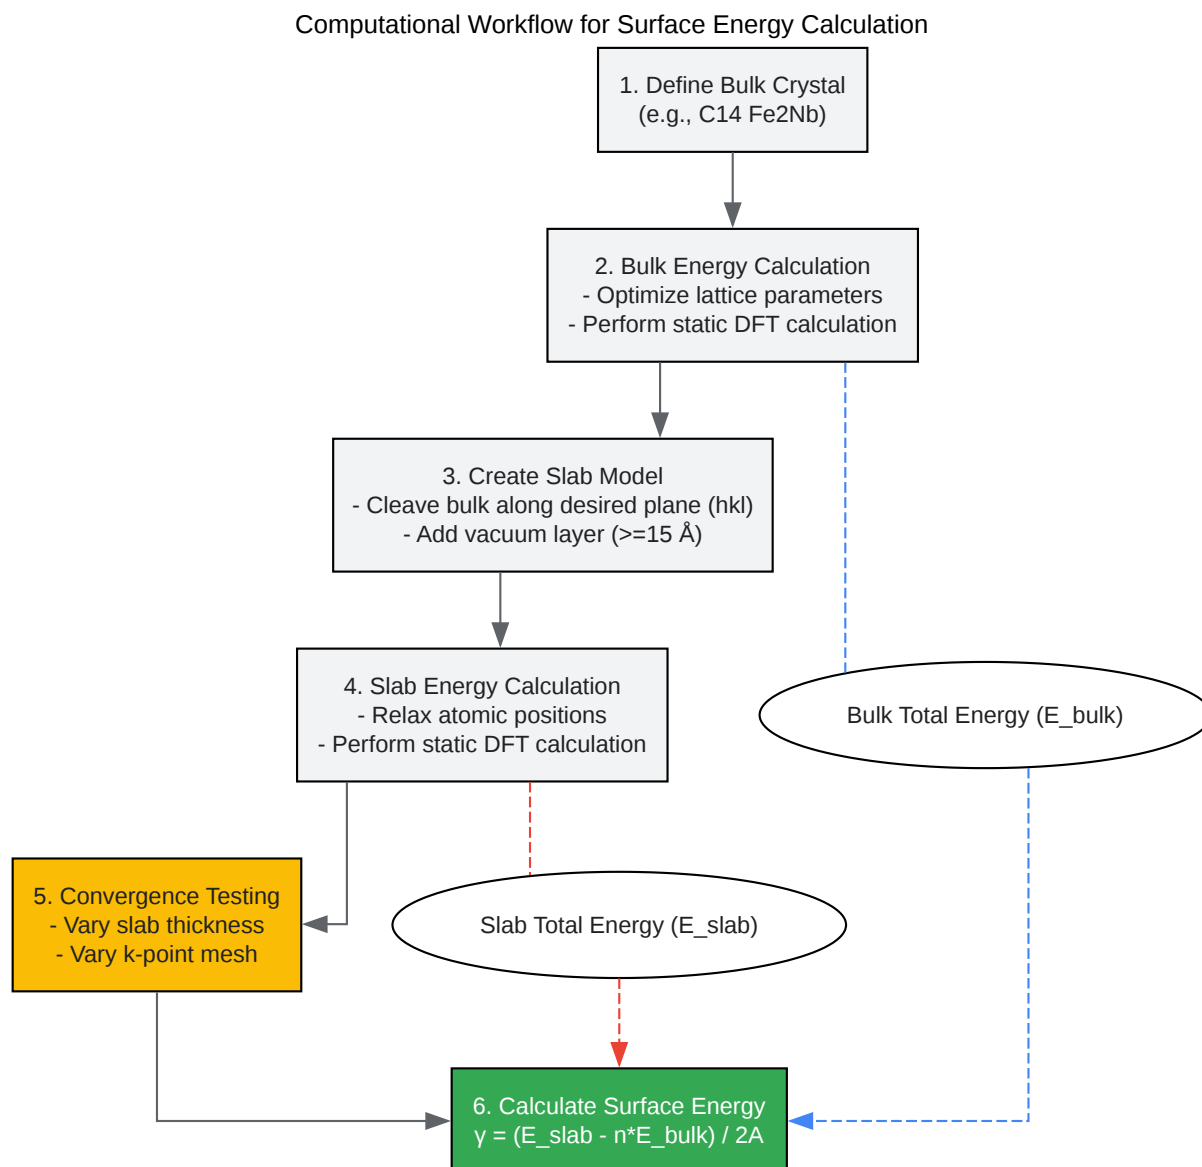 Computational Workflow for Surface Energy Calculation
1. Define Bulk Crystal
(e.g., C14 Fe2Nb)
2. Bulk Energy Calculation
- Optimize lattice parameters
- Perform static DFT calculation
3. Create Slab Model
- Cleave bulk along desired plane (hkl)
- Add vacuum layer (>=15 Å)
4. Slab Energy Calculation
- Relax atomic positions
- Perform static DFT calculation
Bulk Total Energy (E_bulk)
5. Convergence Testing
- Vary slab thickness
- Vary k-point mesh
Slab Total Energy (E_slab)
6. Calculate Surface Energy
γ = (E_slab - n*E_bulk) / 2A